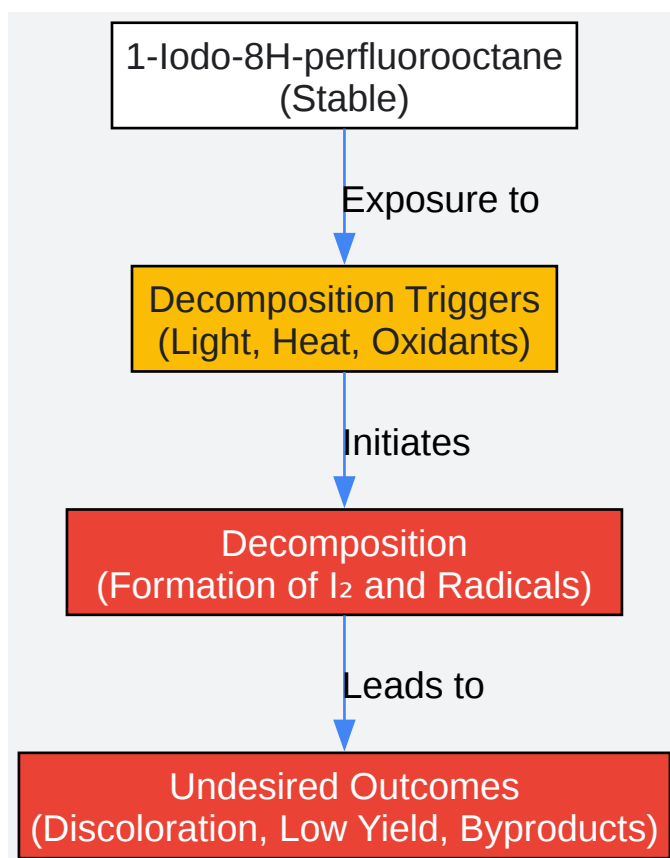 1-Iodo-8H-perfluorooctane
(Stable)
Exposure to
Decomposition Triggers
(Light, Heat, Oxidants)
Initiates
Decomposition
(Formation of I₂ and Radicals)
Leads to
Undesired Outcomes
(Discoloration, Low Yield, Byproducts)